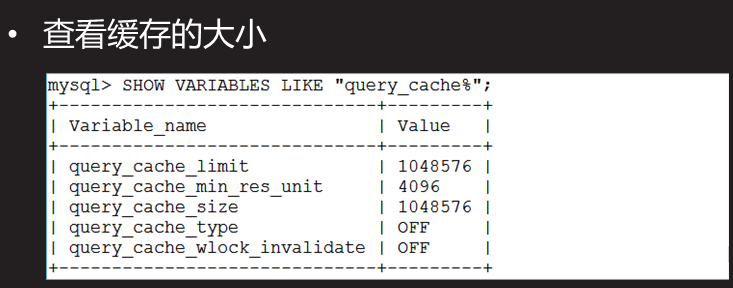 • 查看缓存的大小
mysql> SHOW VARIABLES LIKE "query_cache%";
+------------------------------+---------+
| Variable_name                | Value   |
+------------------------------+---------+
| query_cache_limit            | 1048576 |
| query_cache_min_res_unit     | 4096    |
| query_cache_size             | 1048576 |
| query_cache_type             | OFF     |
| query_cache_wlock_invalidate | OFF     |
+------------------------------+---------+